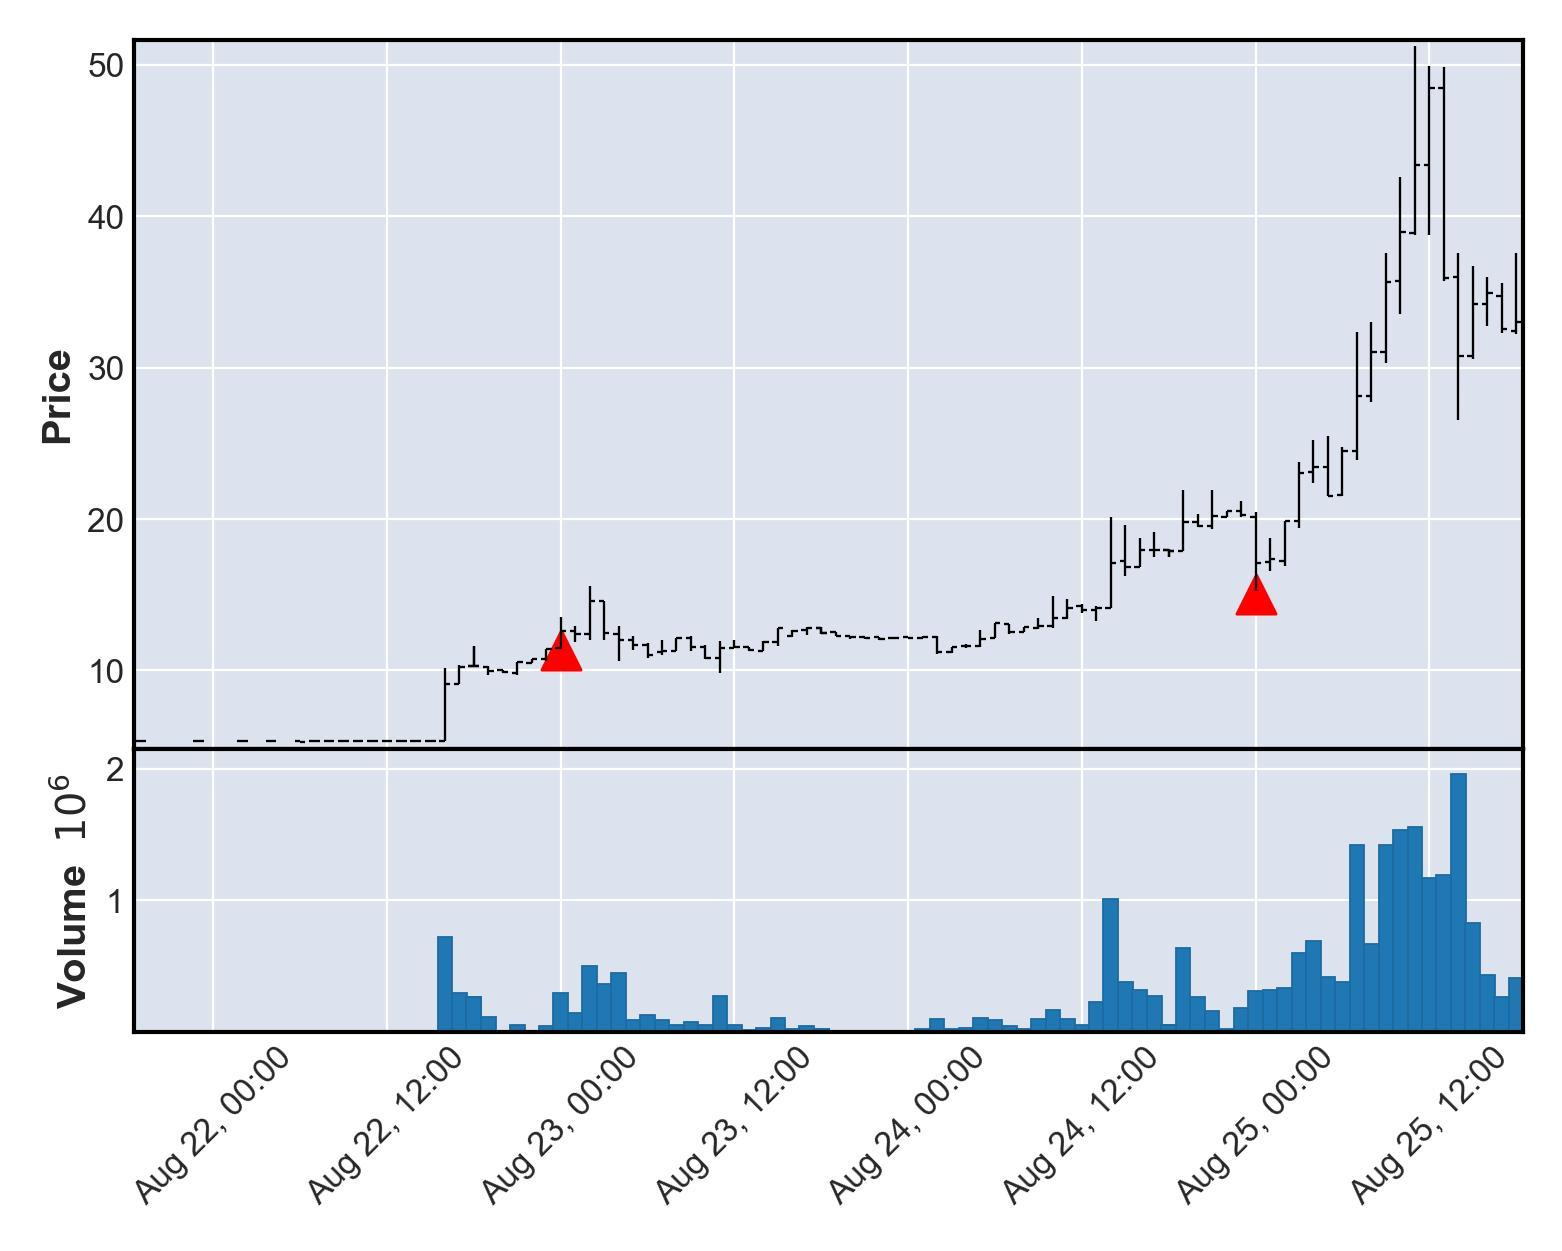 50
40
30
20
10
Price
2
1
Volume 10⁶
Aug 22, 00:00
Aug 22, 12:00
Aug 23, 00:00
Aug 23, 12:00
Aug 24, 00:00
Aug 24, 12:00
Aug 25, 00:00
Aug 25, 12:00